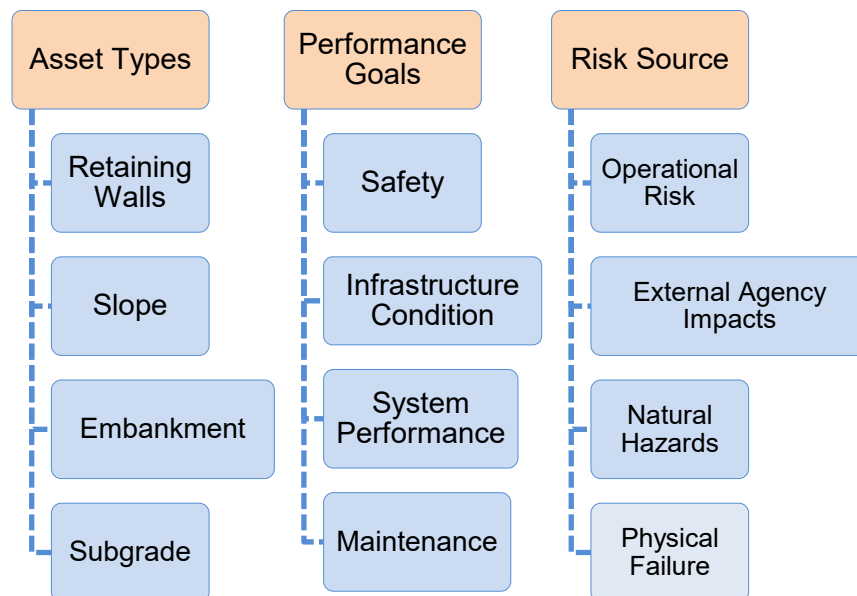 Asset Types
Retaining
Walls
Slope
Embankment
Subgrade
Performance
Goals
Safety
Infrastructure
Condition
System
Performance
Maintenance
Risk Source
Operational
Risk
External Agency
Impacts
Natural
Hazards
Physical
Failure